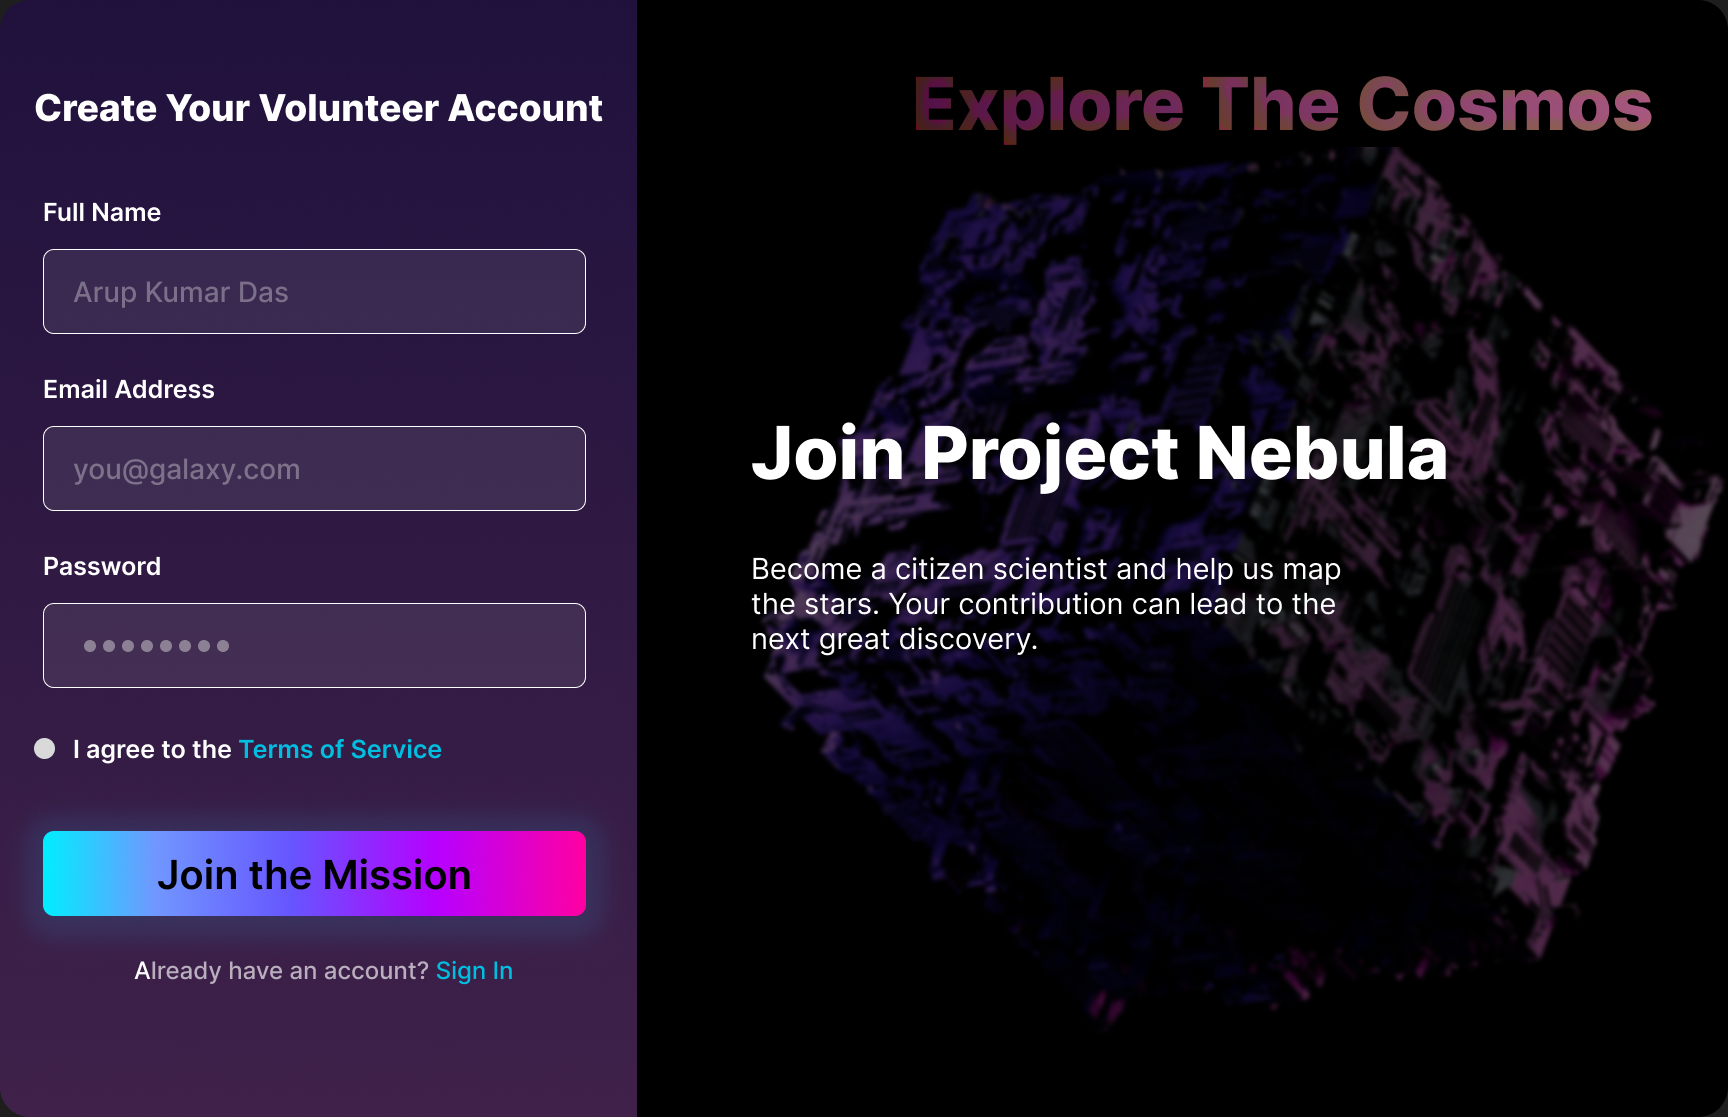 Create Your Volunteer Account
Full Name
Arup Kumar Das
Email Address
you@galaxy.com
Password
I agree to the Terms of Service
Join the Mission
Already have an account? Sign In
Explore The Cosmos
Join Project Nebula
Become a citizen scientist and help us map
the stars. Your contribution can lead to the
next great discovery.